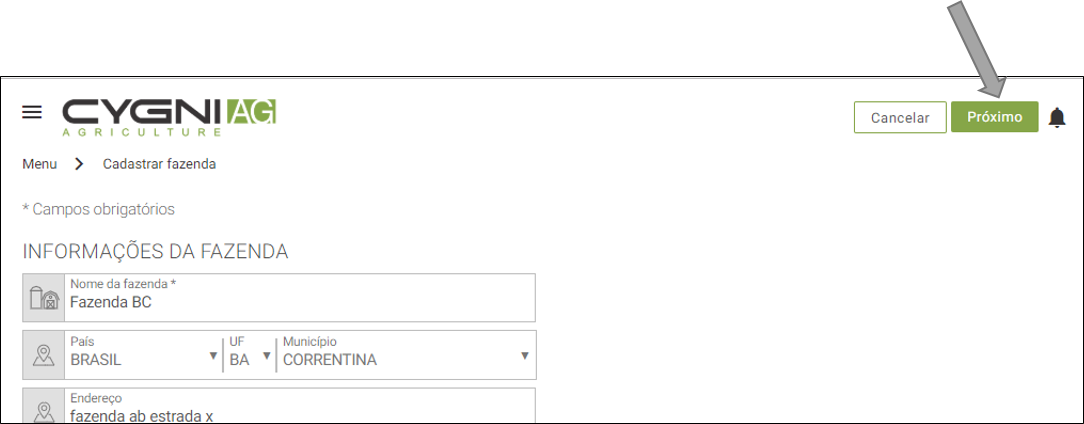 CYGNI AG
AGRICULTURE
Cancelar
Próximo
Menu
Cadastrar fazenda
* Campos obrigatórios
INFORMAÇÕES DA FAZENDA
Nome da fazenda *
Fazenda BC
País UF Município
BRASIL BA CORRENTINA
Endereço
fazenda ab estrada x